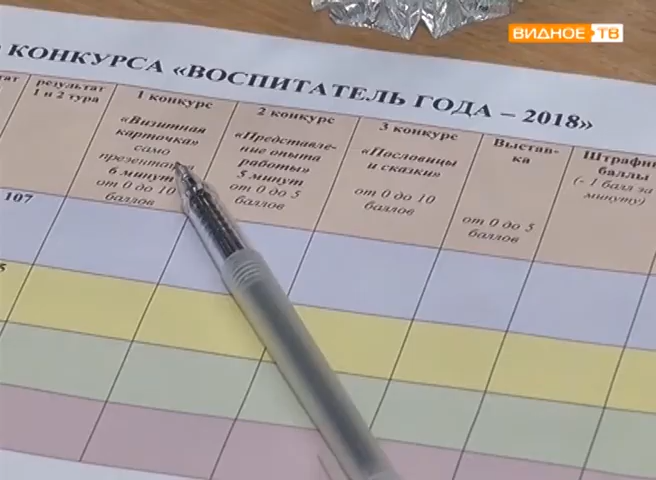 ВИДНОЕ ТВ
КОНКУРСА «ВОСПИТАТЕЛЬ ГОДА – 2018»
результат
1 и 2 тура
1 конкурс
«Визитная
карточка»
само
6 минут
от 0 до 10
баллов
2 конкурс
«Представле-
ние опыта
работы»
5 минут
от 0 до 5
баллов
3 конкурс
«Пословицы
и сказки»
от 0 до 10
баллов
Выстав-
ка
от 0 до 5
баллов
Штрафн
баллы
(- 1 балл за
минуту)
107
5